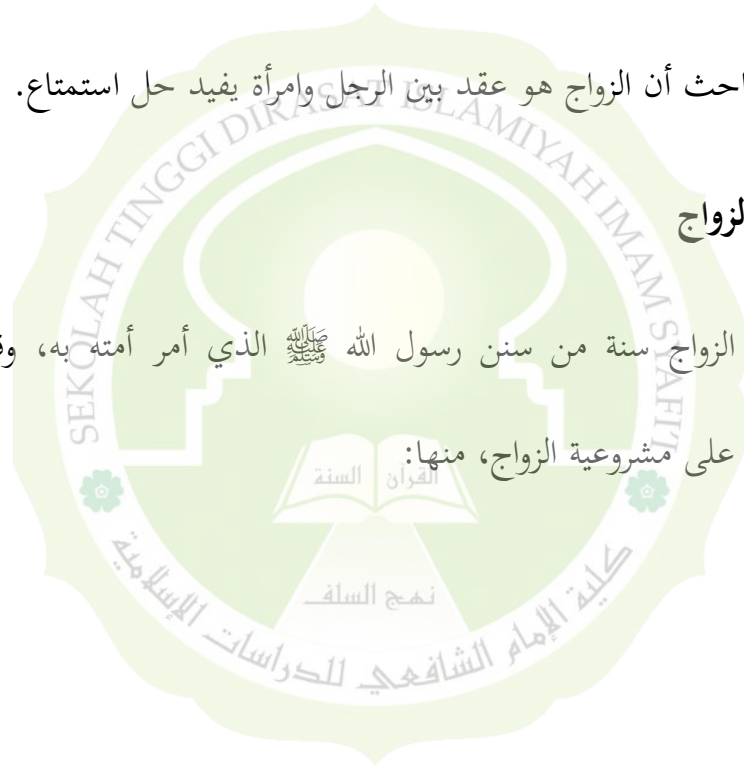 احث أن الزواج هو عقد بين الرجل وامرأة يفيد حل استمتاع.
لزواج
الزواج سنة من سنن رسول الله ﷺ الذي أمر أمته به، وق
على مشروعية الزواج، منها:
SEKOLAH TINGGI DIRASAT ISLAMIYAH IMAM SYAFI'I
القرآن السنة
نهج السلف
كلية الإمام الشافعي للدراسات الإسلامية